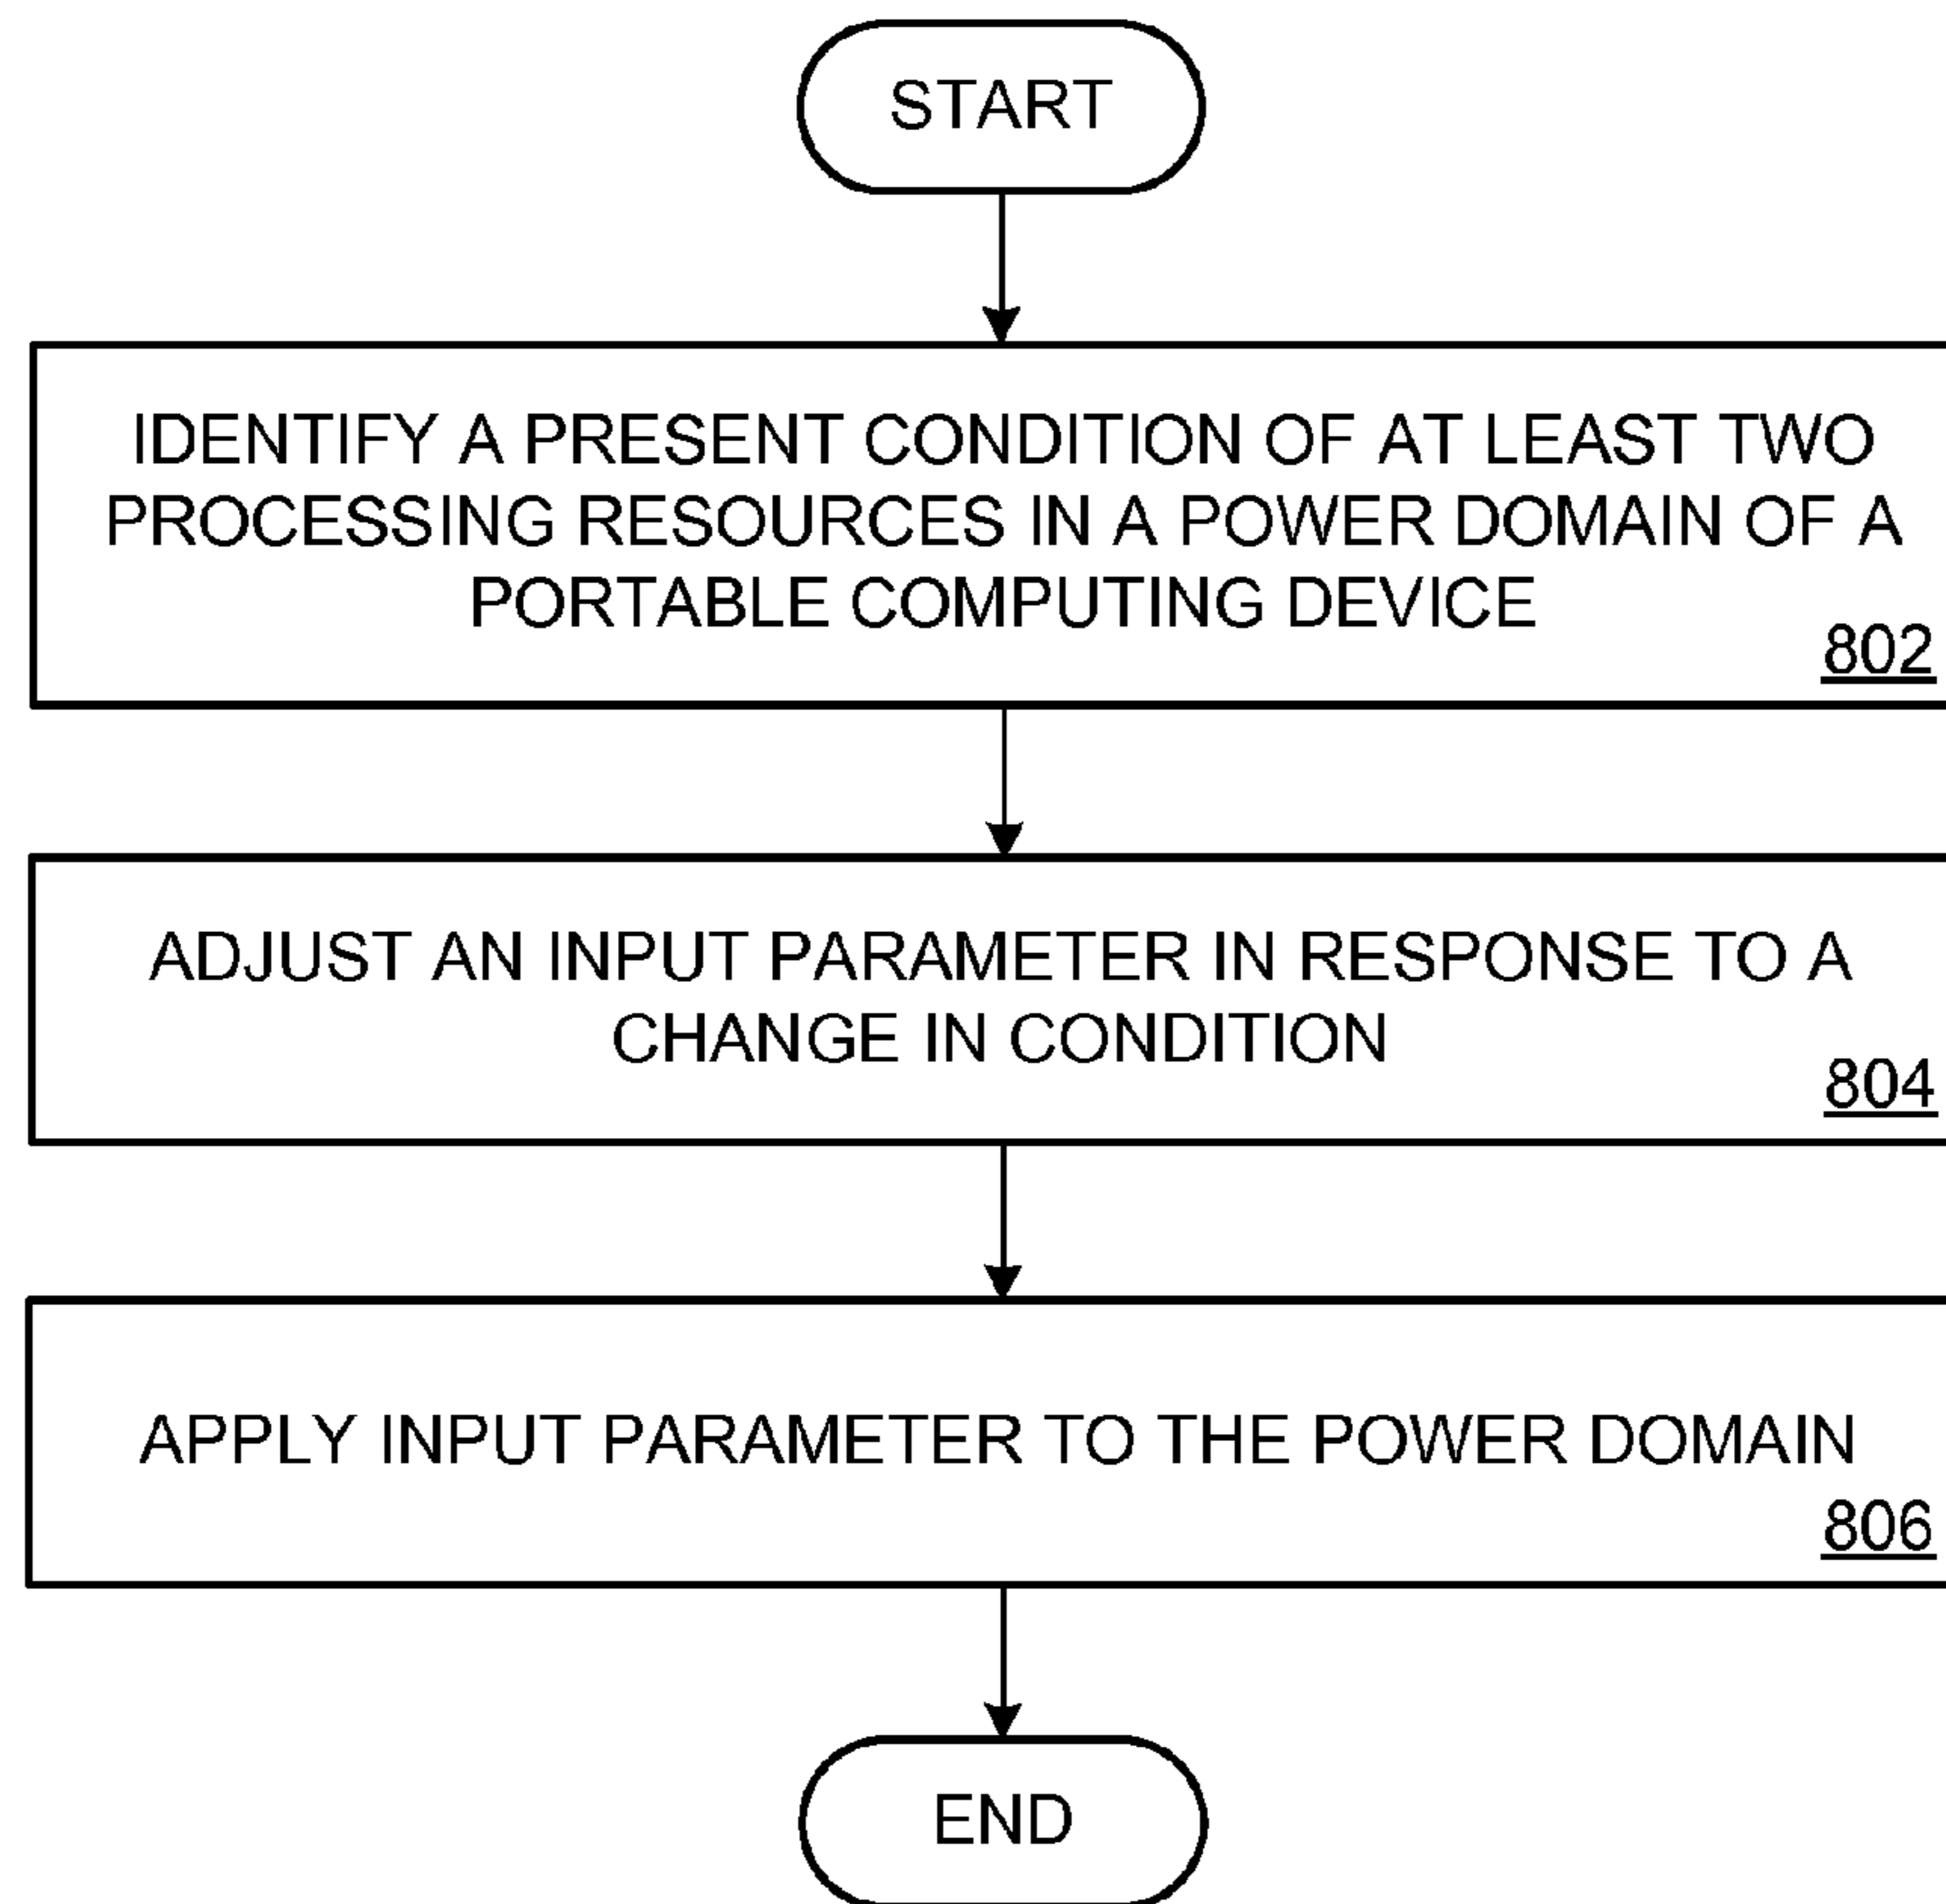 START
IDENTIFY A PRESENT CONDITION OF AT LEAST TWO
PROCESSING RESOURCES IN A POWER DOMAIN OF A
PORTABLE COMPUTING DEVICE
802
ADJUST AN INPUT PARAMETER IN RESPONSE TO A
CHANGE IN CONDITION
804
APPLY INPUT PARAMETER TO THE POWER DOMAIN
806
END